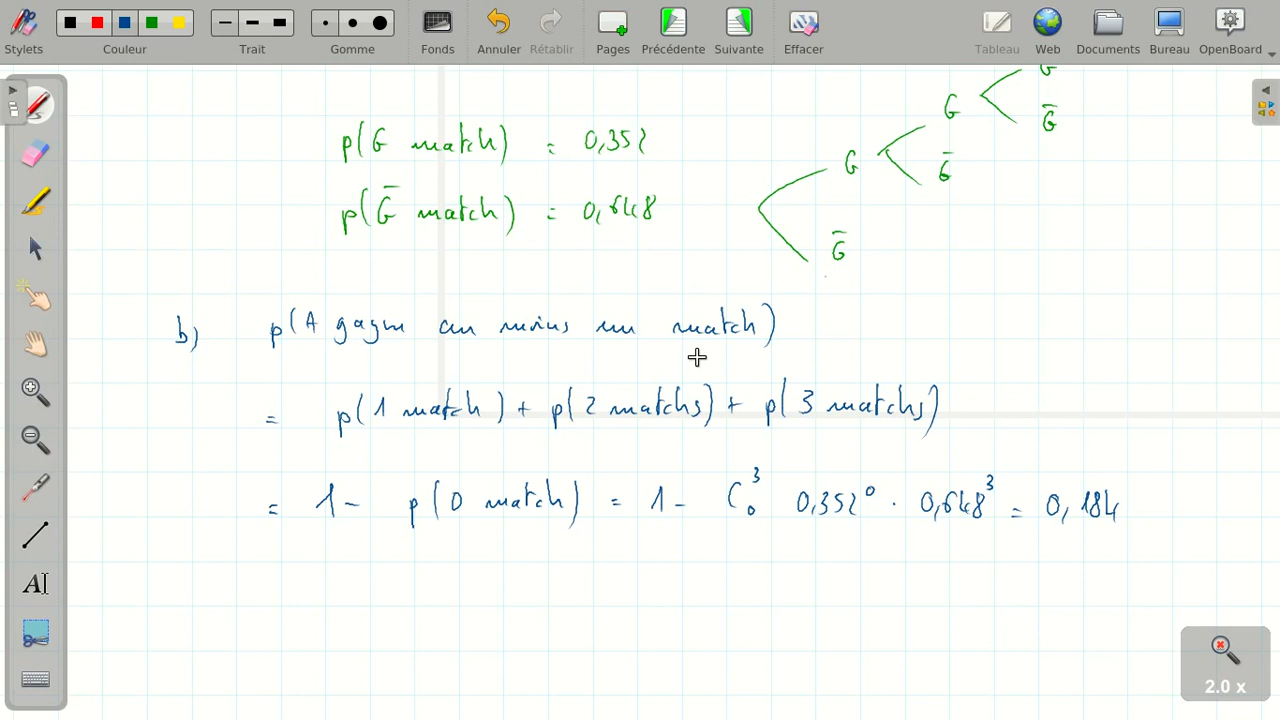 Stylets Couleur Trait Gomme Fonds Annuler Rétablir Pages Précédente Suivante Effacer Tableau Web Documents Bureau OpenBoard
G
G
Ḡ
p(G match) = 0,352
G
Ḡ
p(Ḡ match) = 0,648
Ḡ
b) p(A gagne au moins un match)
= p(1 match) + p(2 matchs) + p(3 matchs)
= 1 - p(0 match) = 1 - C₀³ 0,352⁰ · 0,648³ = 0,184
AI
2.0 x